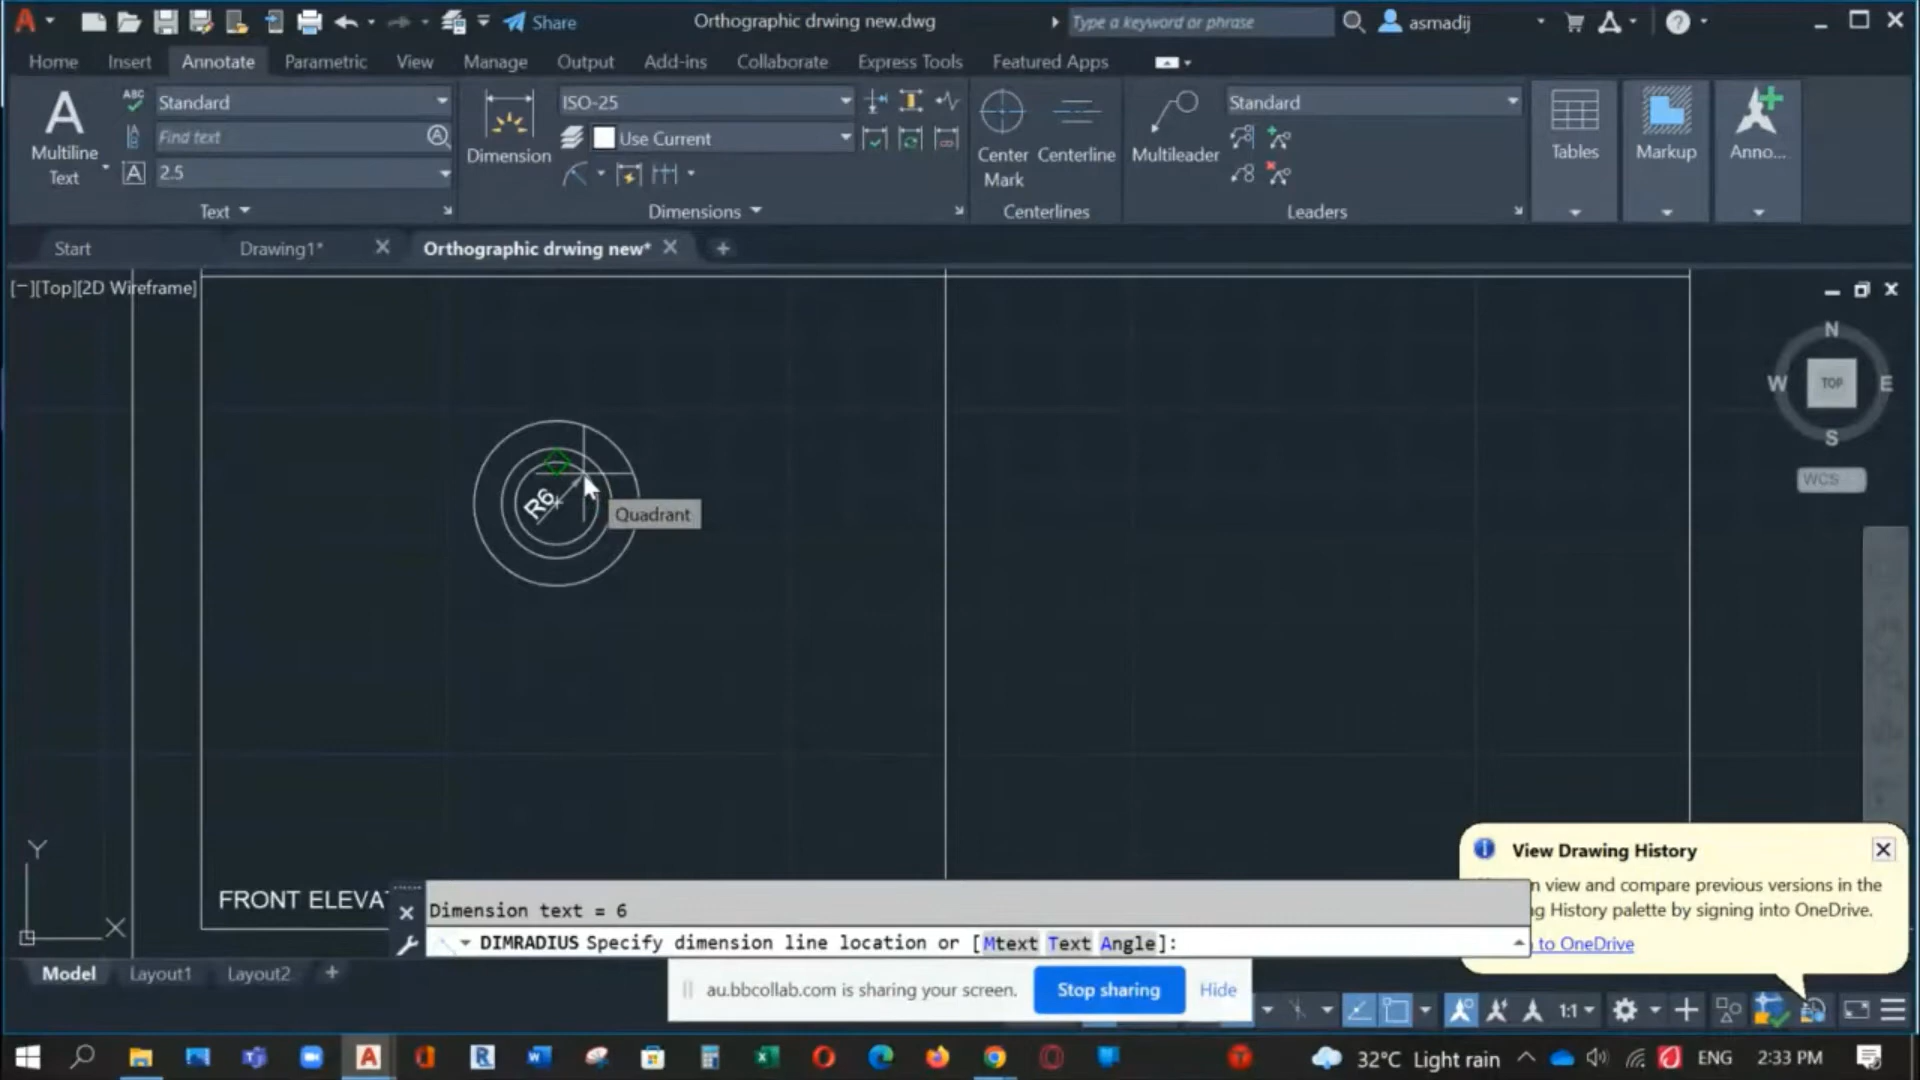 Share
Orthographic drwing new.dwg
Type a keyword or phrase
asmadij
Home Insert Annotate Parametric View Manage Output Add-ins Collaborate Express Tools Featured Apps
A
Multiline
Text
ABC
Standard
Find text
2.5
Text
Dimension
ISO-25
Use Current
Dimensions
Center
Mark
Centerline
Centerlines
Multileader
Standard
Leaders
Tables
Markup
Anno...
Start
Drawing1*
Orthographic drwing new*
[−][Top][2D Wireframe]
N
W
TOP
E
S
WCS
R6
Quadrant
Y
X
FRONT ELEVA
Dimension text = 6
DIMRADIUS Specify dimension line location or [Mtext Text Angle]:
View Drawing History
n view and compare previous versions in the
ng History palette by signing into OneDrive.
to OneDrive
Model Layout1 Layout2 +
au.bbcollab.com is sharing your screen.
Stop sharing
Hide
1:1
32°C Light rain
ENG
2:33 PM